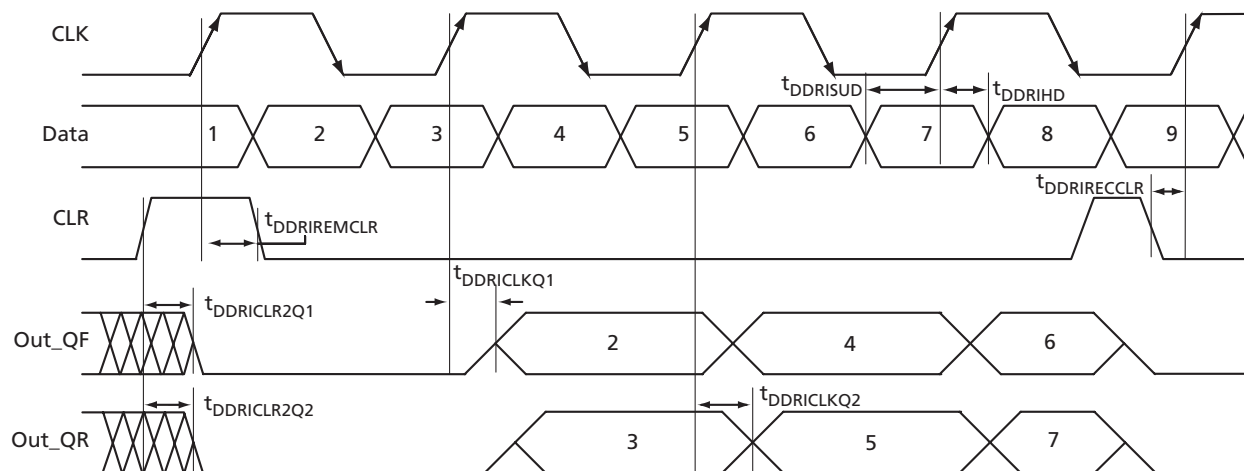 CLK
tDDRISUD
tDDRIHD
Data
1 2 3 4 5 6 7 8 9
tDDRIRECCLR
CLR
tDDRIREMCLR
tDDRICLKQ1
tDDRICLR2Q1
Out_QF
2 4 6
tDDRICLR2Q2
tDDRICLKQ2
Out_QR
3 5 7